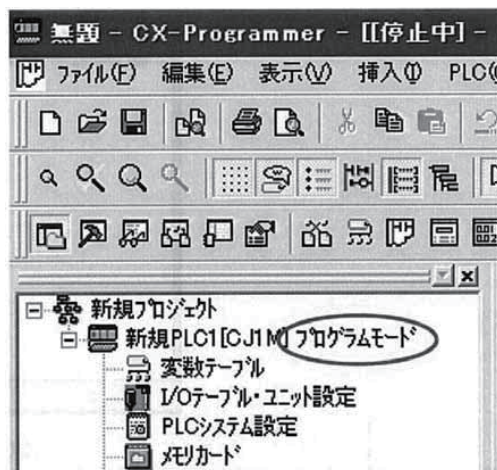 無題 - CX-Programmer - [[停止中] -
ファイル(F) 編集(E) 表示(V) 挿入(I) PLC(
新規プロジェクト
新規PLC1[CJ1M] プログラムモード
変数テーブル
I/Oテーブル・ユニット設定
PLCシステム設定
メモリカード